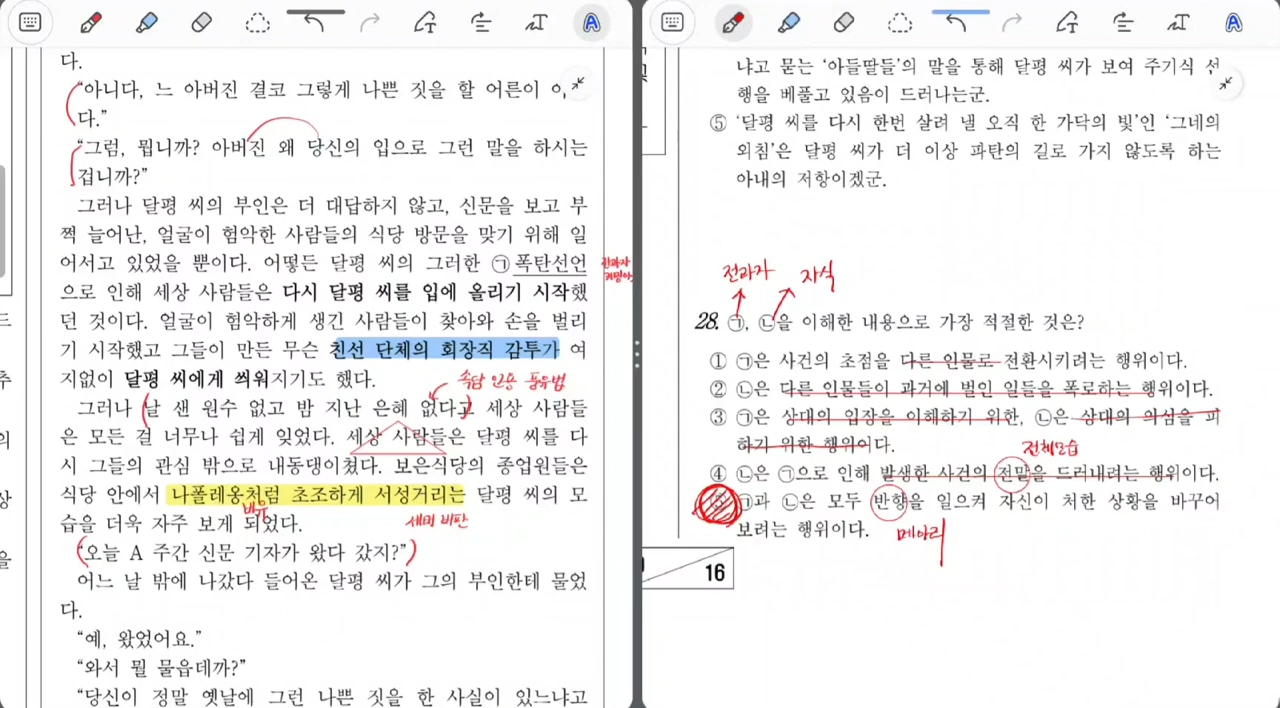 다.
“아니다, 느 아버진 결코 그렇게 나쁜 짓을 할 어른이
다.”
“그럼, 뭡니까? 아버진 왜 당신의 입으로 그런 말을 하시는
겁니까?”
그러나 달평 씨의 부인은 더 대답하지 않고, 신문을 보고 부
쩍 늘어난, 얼굴이 험악한 사람들의 식당 방문을 맞기 위해 일
어서고 있었을 뿐이다. 어떻든 달평 씨의 그러한 ㉠폭탄선언
전과자
으로 인해 세상 사람들은 다시 달평 씨를 입에 올리기 시작했
던 것이다. 얼굴이 험악하게 생긴 사람들이 찾아와 손을 벌리
기 시작했고 그들이 만든 무슨 친선 단체의 회장직 감투가 여
지없이 달평 씨에게 씌워지기도 했다.
속담 인용 풍유법
그러나 날 샌 원수 없고 밤 지난 은혜 없다고 세상 사람들
은 모든 걸 너무나 쉽게 잊었다. 세상 사람들은 달평 씨를 다
시 그들의 관심 밖으로 내동댕이쳤다. 보은식당의 종업원들은
식당 안에서 나폴레옹처럼 초조하게 서성거리는 달평 씨의 모
습을 더욱 자주 보게 되었다.
비유
세미 비판
“오늘 A 주간 신문 기자가 왔다 갔지?”
어느 날 밖에 나갔다 들어온 달평 씨가 그의 부인한테 물었
다.
“예, 왔었어요.”
“와서 뭘 물읍데까?”
“당신이 정말 옛날에 그런 나쁜 짓을 한 사실이 있느냐고
냐고 묻는 ‘아들딸들’의 말을 통해 달평 씨가 보여 주기식
행을 베풀고 있음이 드러나는군.
⑤ ‘달평 씨를 다시 한번 살려 낼 오직 한 가닥의 빛’인 ‘그네의
외침’은 달평 씨가 더 이상 파탄의 길로 가지 않도록 하는
아내의 저항이겠군.
전과자 자식
28. ㉠, ㉡을 이해한 내용으로 가장 적절한 것은?
① ㉠은 사건의 초점을 다른 인물로 전환시키려는 행위이다.
② ㉡은 다른 인물들이 과거에 벌인 일들을 폭로하는 행위이다.
③ ㉠은 상대의 입장을 이해하기 위한, ㉡은 상대의 의심을 피
하기 위한 행위이다.
전체모습
④ ㉡은 ㉠으로 인해 발생한 사건의 전말을 드러내려는 행위이다.
⑤ ㉠과 ㉡은 모두 반향을 일으켜 자신이 처한 상황을 바꾸어
보려는 행위이다.
메아리
16